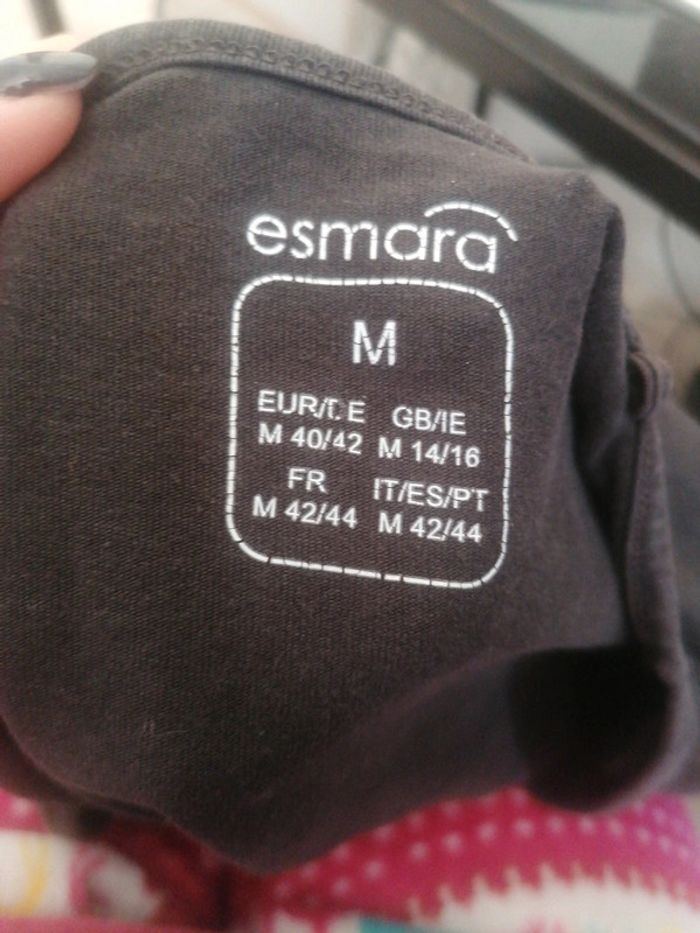 esmara
M
EUR/DE GB/IE
M 40/42 M 14/16
FR IT/ES/PT
M 42/44 M 42/44